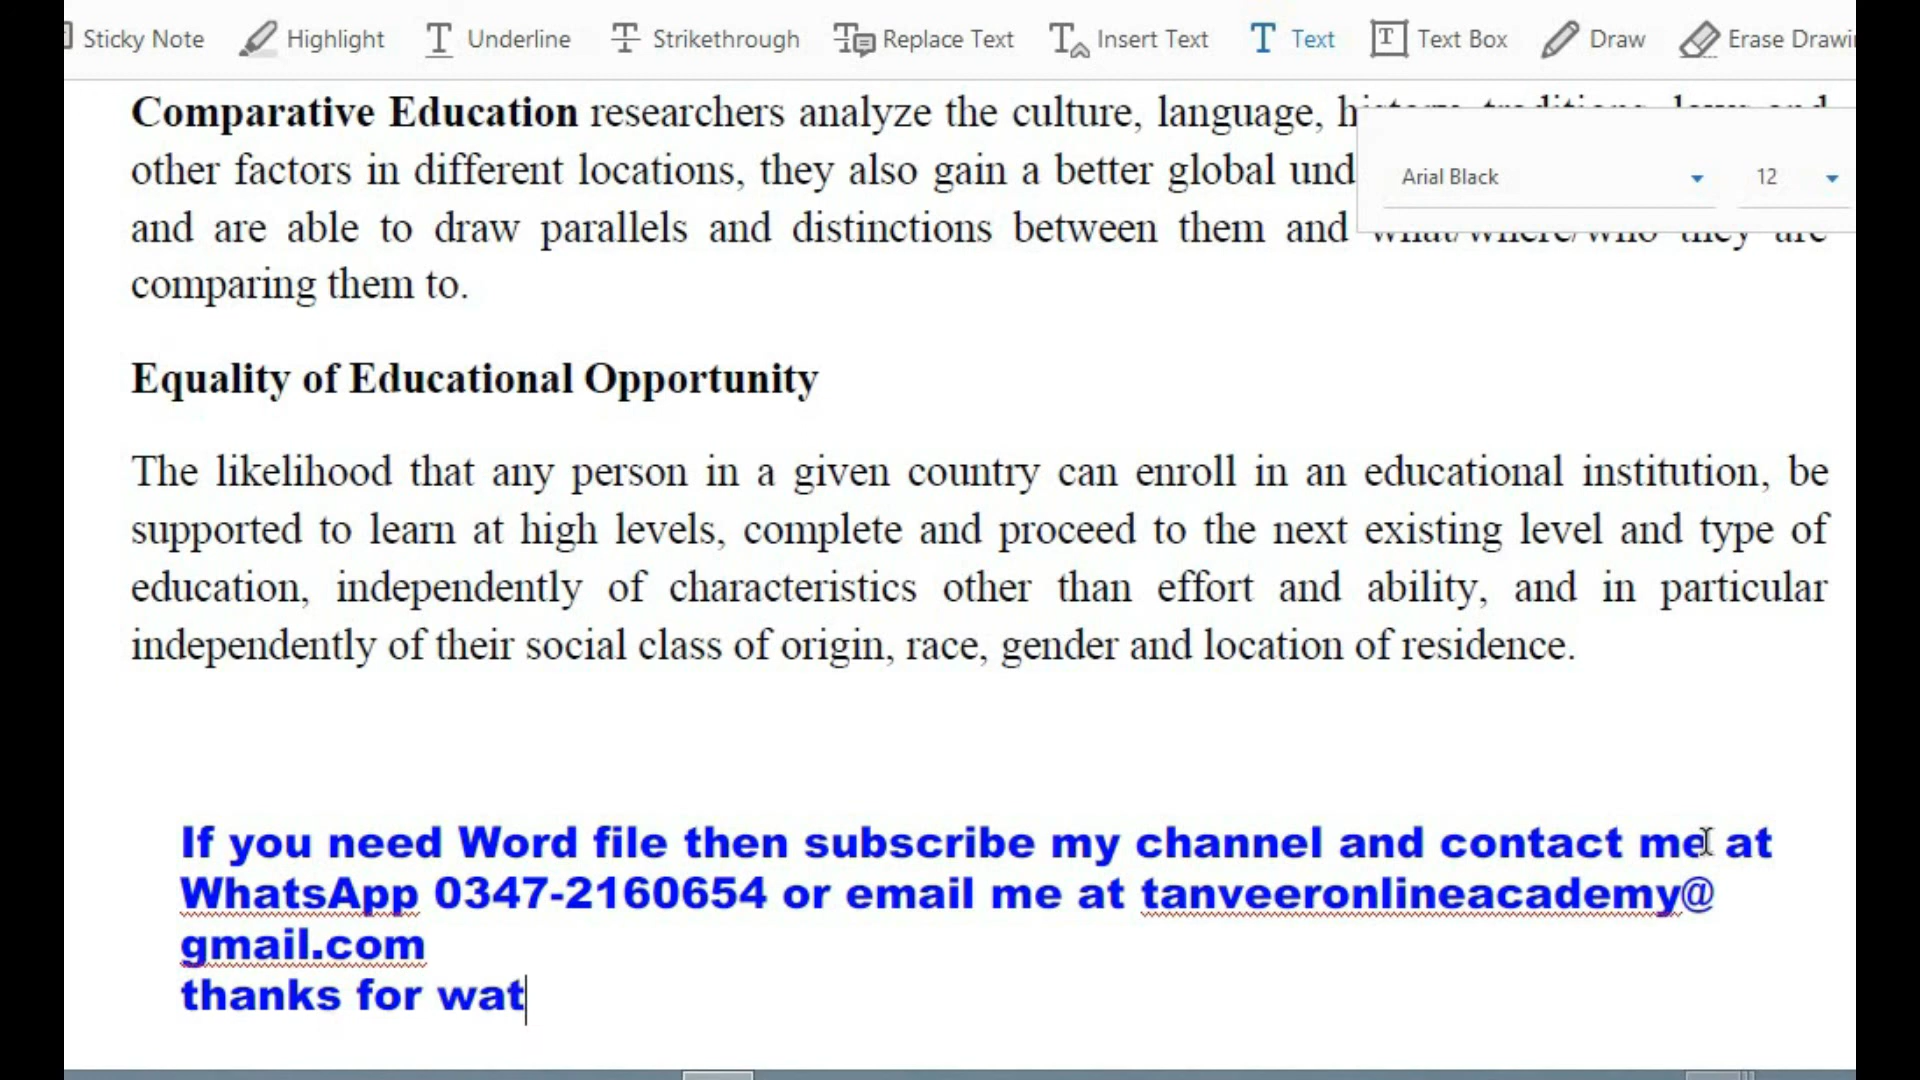 Sticky Note Highlight Underline Strikethrough Replace Text Insert Text Text Text Box Draw Erase Drawi
Comparative Education researchers analyze the culture, language,
Arial Black 12
other factors in different locations, they also gain a better global und
and are able to draw parallels and distinctions between them and what/where/who they are
comparing them to.
Equality of Educational Opportunity
The likelihood that any person in a given country can enroll in an educational institution, be
supported to learn at high levels, complete and proceed to the next existing level and type of
education, independently of characteristics other than effort and ability, and in particular
independently of their social class of origin, race, gender and location of residence.
If you need Word file then subscribe my channel and contact me at
WhatsApp 0347-2160654 or email me at tanveeronlineacademy@
gmail.com
thanks for wat